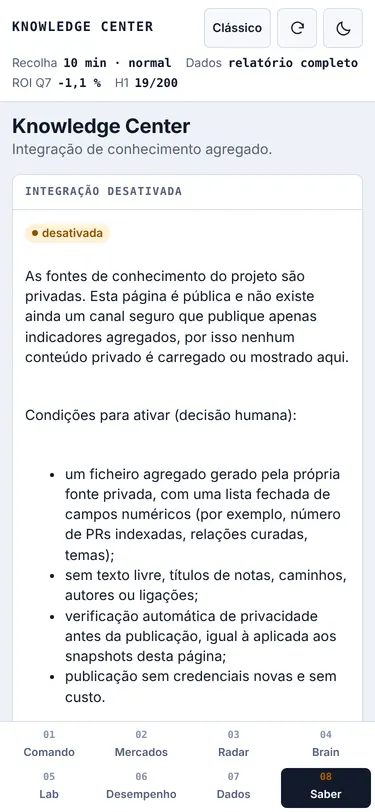 KNOWLEDGE CENTER
Clássico
Recolha 10 min · normal Dados relatório completo
ROI Q7 -1,1 % H1 19/200
Knowledge Center
Integração de conhecimento agregado.
INTEGRAÇÃO DESATIVADA
desativada
As fontes de conhecimento do projeto são
privadas. Esta página é pública e não existe
ainda um canal seguro que publique apenas
indicadores agregados, por isso nenhum
conteúdo privado é carregado ou mostrado aqui.
Condições para ativar (decisão humana):
• um ficheiro agregado gerado pela própria
fonte privada, com uma lista fechada de
campos numéricos (por exemplo, número
de PRs indexadas, relações curadas,
temas);
• sem texto livre, títulos de notas, caminhos,
autores ou ligações;
• verificação automática de privacidade
antes da publicação, igual à aplicada aos
snapshots desta página;
• publicação sem credenciais novas e sem
custo.
01 02 03 04
Comando Mercados Radar Brain
05 06 07 08
Lab Desempenho Dados Saber